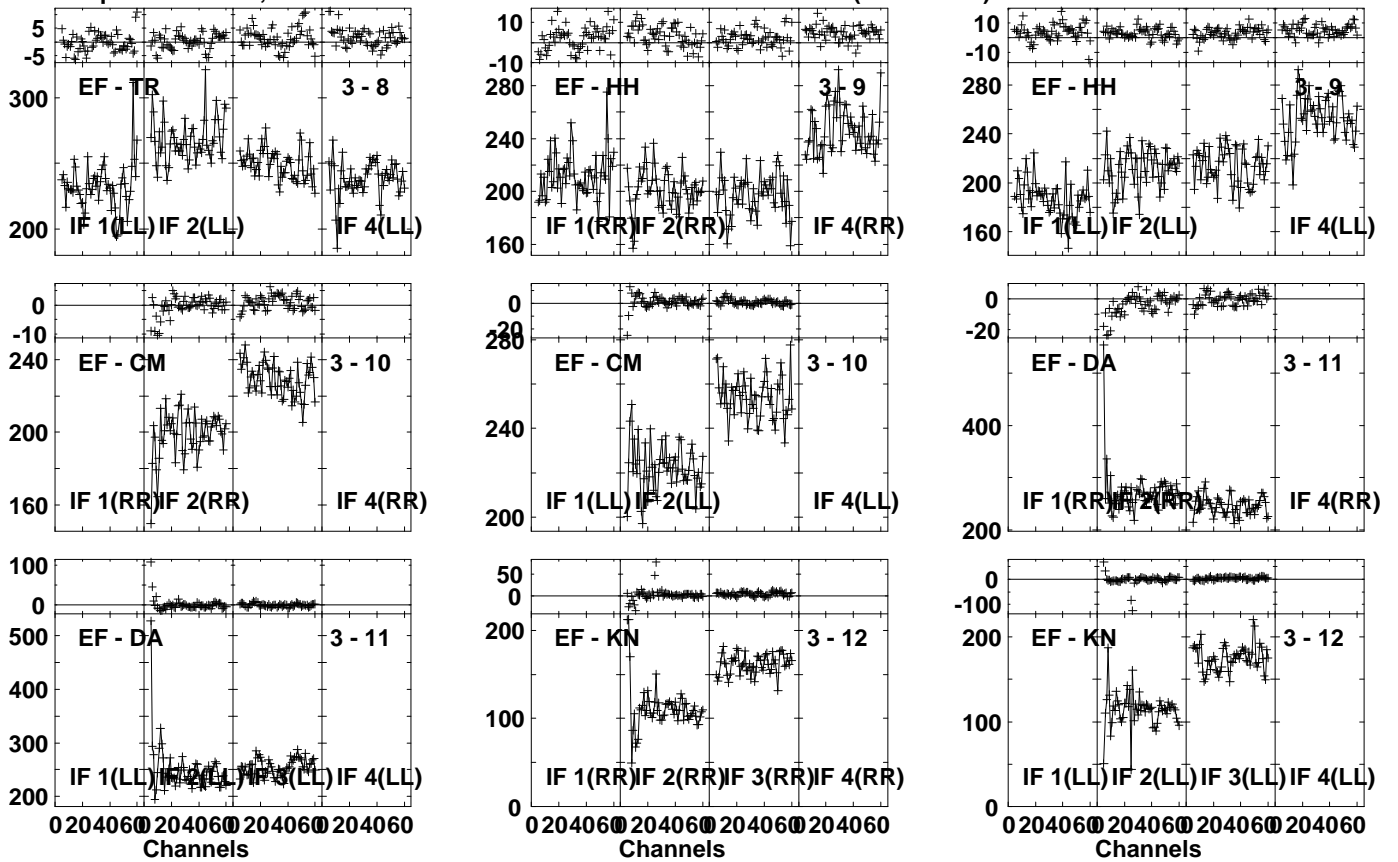 5
-5
300
200
EF - TR
3 - 8
IF 1(LL) IF 2(LL)
IF 4(LL)
10
-10
280
240
200
160
EF - HH
3 - 9
IF 1(RR) IF 2(RR)
IF 4(RR)
10
-10
280
240
200
160
EF - HH
3 - 9
IF 1(LL) IF 2(LL)
IF 4(LL)
0
-10
240
200
160
EF - CM
3 - 10
IF 1(RR) IF 2(RR)
IF 4(RR)
0
-20
280
240
200
EF - CM
3 - 10
IF 1(LL) IF 2(LL)
IF 4(LL)
0
-20
400
200
EF - DA
3 - 11
IF 1(RR) IF 2(RR)
IF 4(RR)
100
0
500
400
300
200
EF - DA
3 - 11
IF 1(LL) IF 2(LL) IF 3(LL) IF 4(LL)
0 204060 0 204060 0 204060 0 204060
Channels
50
0
200
100
0
EF - KN
3 - 12
IF 1(RR) IF 2(RR) IF 3(RR) IF 4(RR)
0 204060 0 204060 0 204060 0 204060
Channels
0
-100
200
100
0
EF - KN
3 - 12
IF 1(LL) IF 2(LL) IF 3(LL) IF 4(LL)
0 204060 0 204060 0 204060 0 204060
Channels